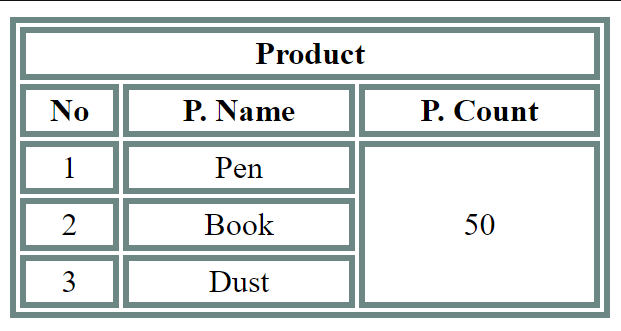 Product
No P. Name P. Count
1 Pen 50
2 Book
3 Dust